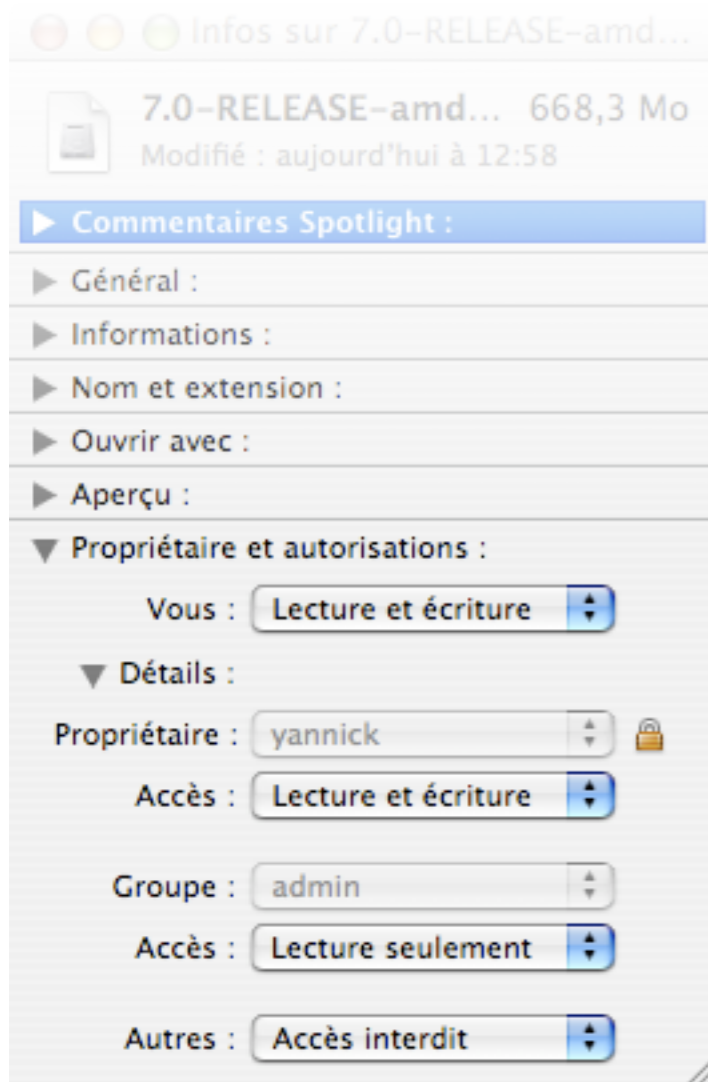 Infos sur 7.0-RELEASE-amd...
7.0-RELEASE-amd... 668,3 Mo
Modifié : aujourd'hui à 12:58
Commentaires Spotlight :
Général :
Informations :
Nom et extension :
Ouvrir avec :
Aperçu :
Propriétaire et autorisations :
Vous : Lecture et écriture
Détails :
Propriétaire : yannick
Accès : Lecture et écriture
Groupe : admin
Accès : Lecture seulement
Autres : Accès interdit